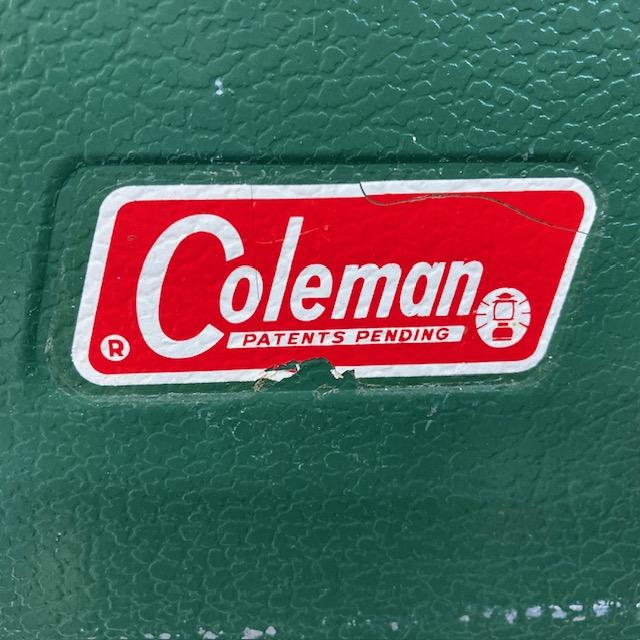 Coleman
PATENTS PENDING
®